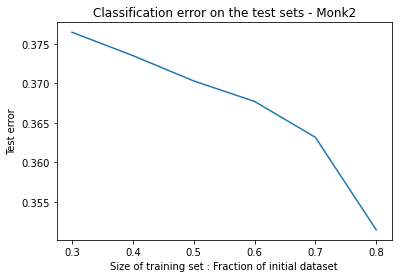 Classification error on the test sets - Monk2
Test error
0.375
0.370
0.365
0.360
0.355
0.3 0.4 0.5 0.6 0.7 0.8
Size of training set : Fraction of initial dataset